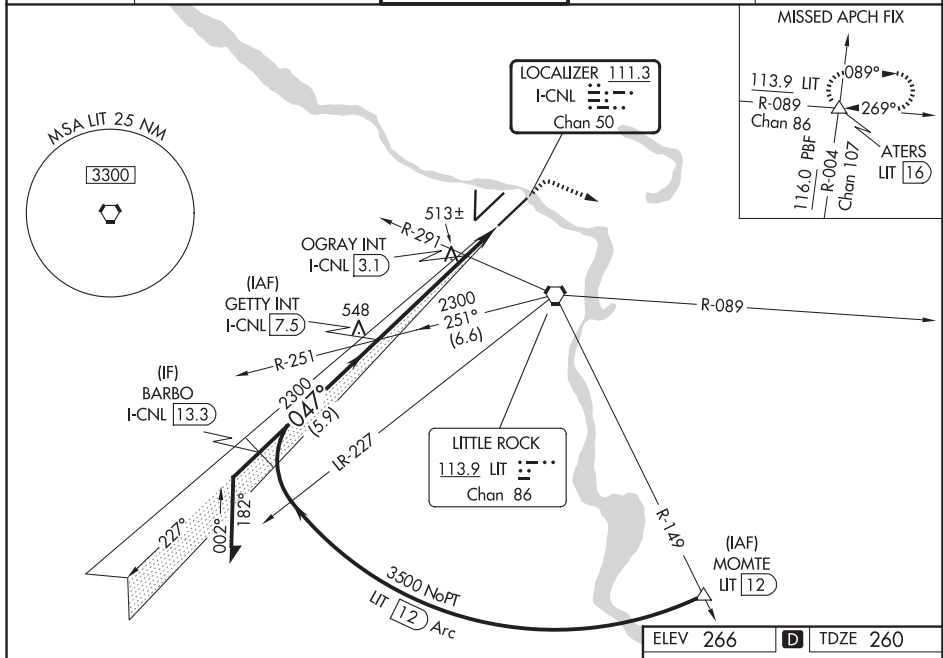 MISSED APCH FIX
113.9 LIT
R-089
Chan 86
089°
269°
116.0 PBF
R-004
Chan 107
ATERS
LIT 16
LOCALIZER 111.3
I-CNL
Chan 50
MSA LIT 25 NM
3300
513±
R-291
OGRAY INT
I-CNL 3.1
(IAF)
GETTY INT
I-CNL 7.5
548
2300
251°
(6.6)
R-089
R-251
(IF)
BARBO
I-CNL 13.3
2300
047°
(5.9)
LR-227
LITTLE ROCK
113.9 LIT
Chan 86
R-149
227°
002°
182°
(IAF)
MOMTE
LIT 12
3500 NoPT
LIT 12 Arc
ELEV 266
D
TDZE 260